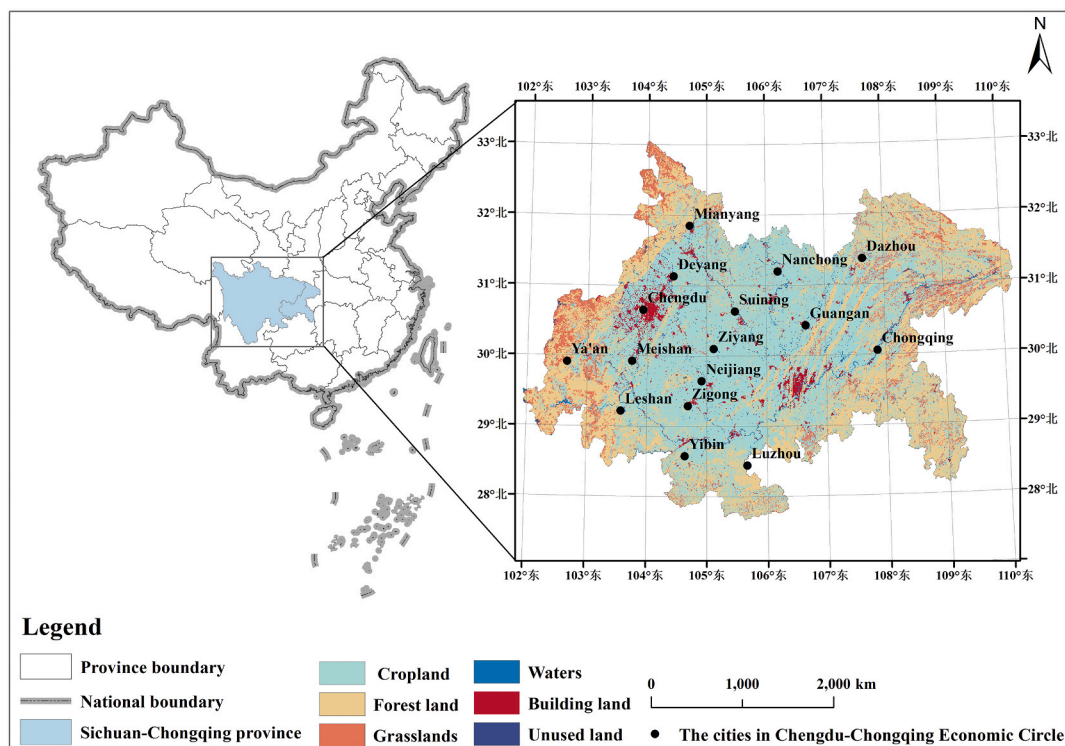 N
102°东 103°东 104°东 105°东 106°东 107°东 108°东 109°东 110°东
33°北 33°北
32°北 32°北
31°北 31°北
30°北 30°北
29°北 29°北
28°北 28°北
Mianyang
Dazhou
Deyang
Nanchong
Chengdu
Suining
Guangan
Ziyang
Chongqing
Ya'an
Meishan
Neijiang
Leshan
Zigong
Yibin
Luzhou
102°东 103°东 104°东 105°东 106°东 107°东 108°东 109°东 110°东
Legend
Province boundary
National boundary
Sichuan-Chongqing province
Cropland
Forest land
Grasslands
Waters
Building land
Unused land
0 1,000 2,000 km
The cities in Chengdu-Chongqing Economic Circle